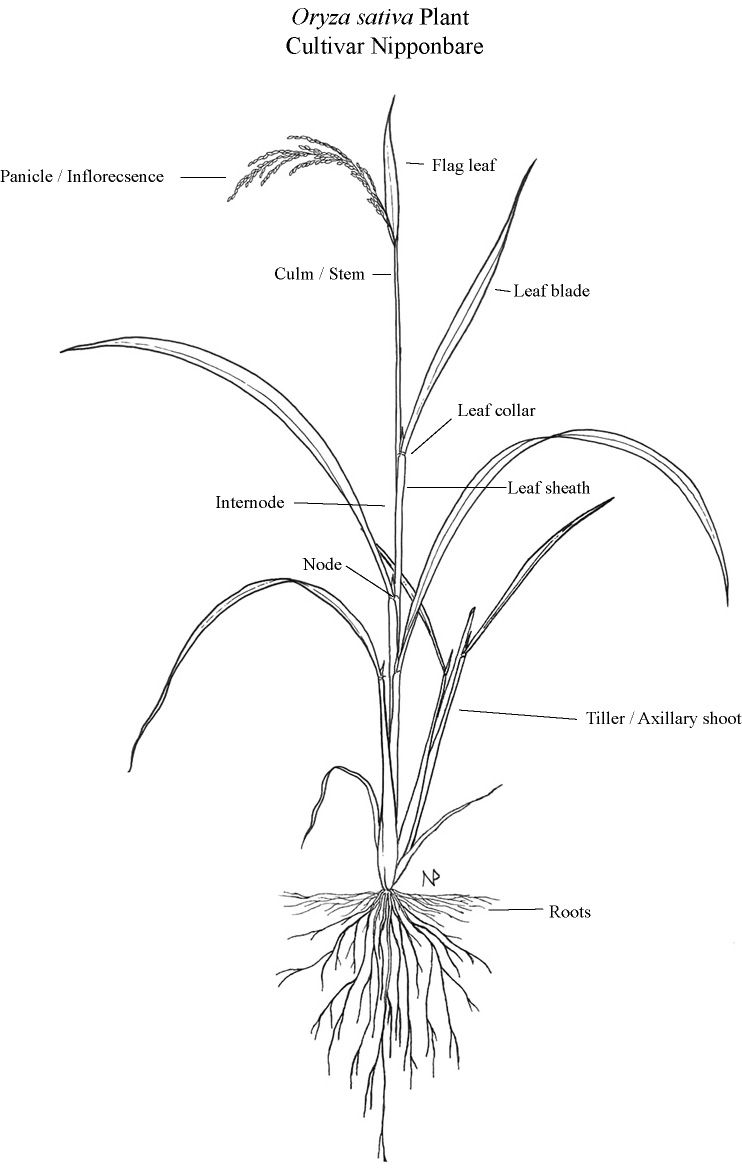 Oryza sativa Plant
Cultivar Nipponbare
Panicle / Inflorecsence
Flag leaf
Culm / Stem
Leaf blade
Leaf collar
Leaf sheath
Internode
Node
Tiller / Axillary shoot
NP
Roots